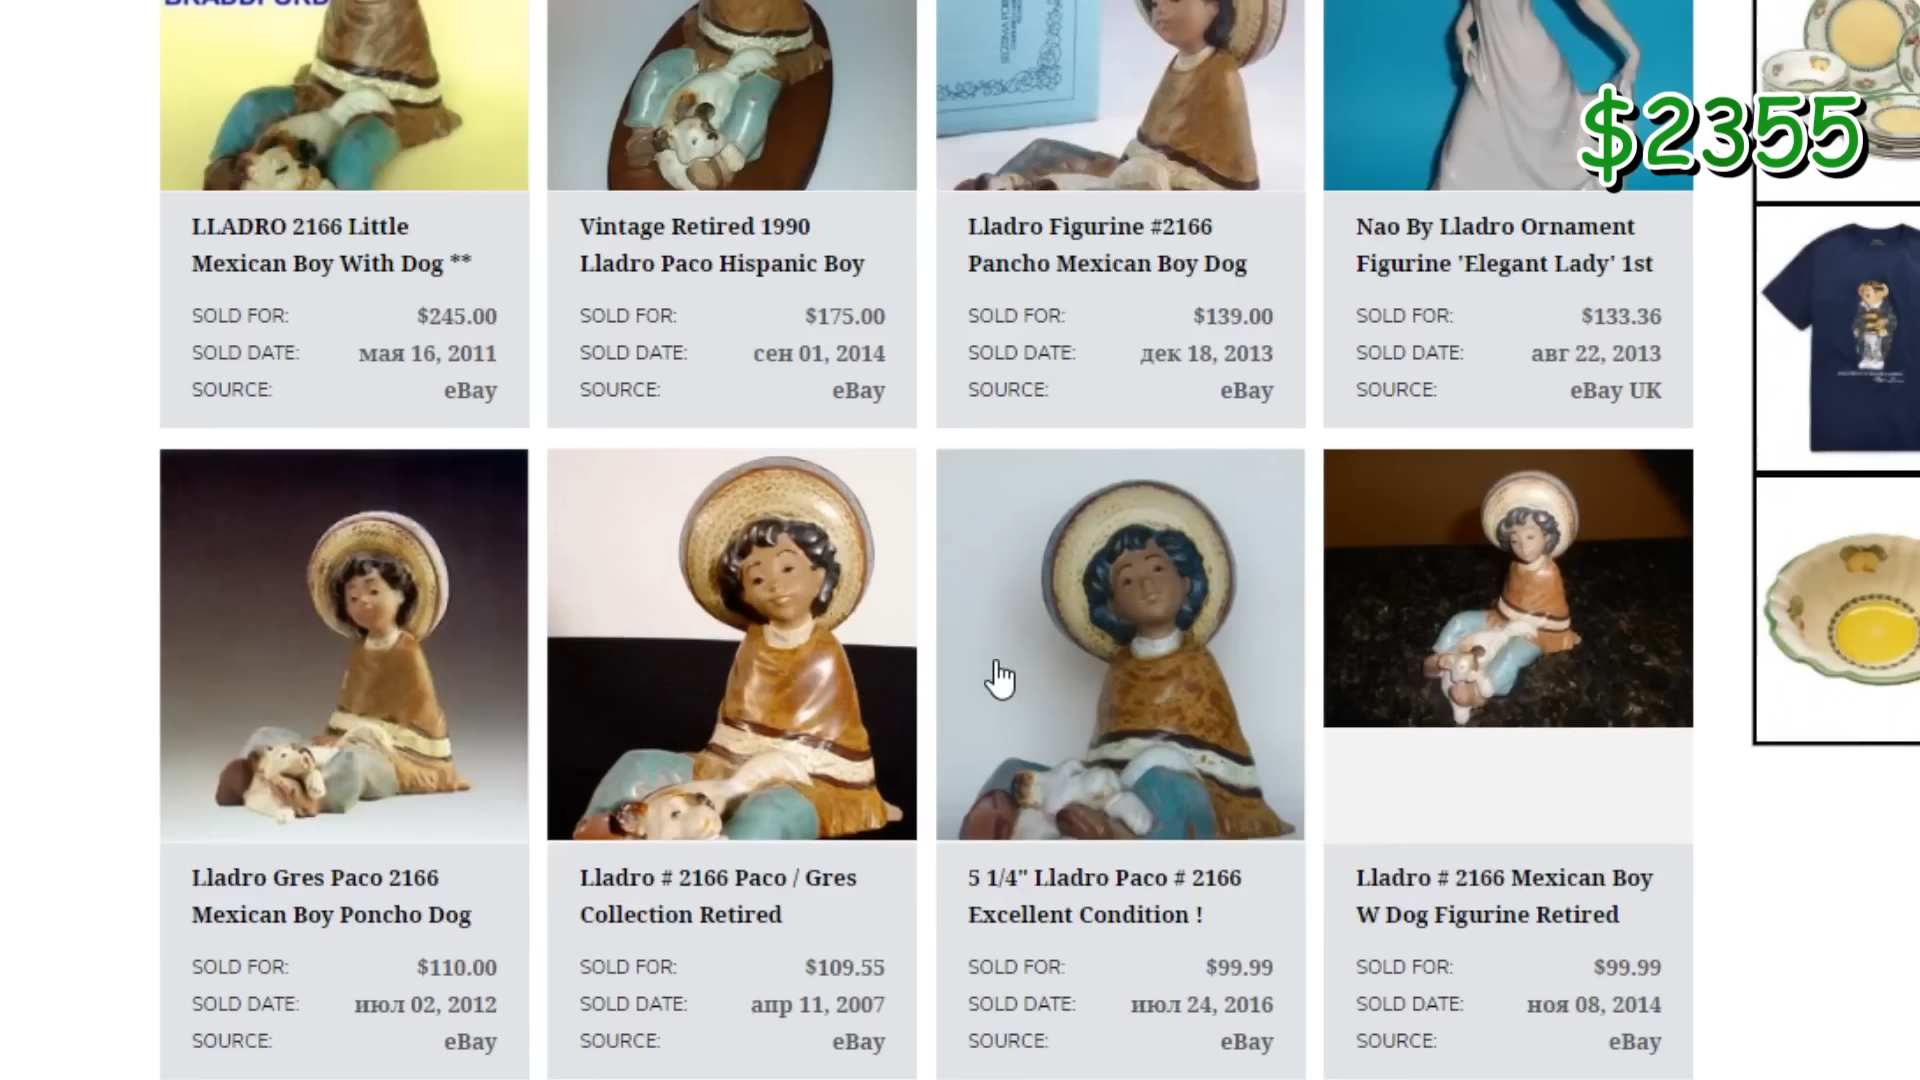 $2355
LLADRO 2166 Little
Mexican Boy With Dog **
SOLD FOR: $245.00
SOLD DATE: мая 16, 2011
SOURCE: eBay
Vintage Retired 1990
Lladro Paco Hispanic Boy
SOLD FOR: $175.00
SOLD DATE: сен 01, 2014
SOURCE: eBay
Lladro Figurine #2166
Pancho Mexican Boy Dog
SOLD FOR: $139.00
SOLD DATE: дек 18, 2013
SOURCE: eBay
Nao By Lladro Ornament
Figurine 'Elegant Lady' 1st
SOLD FOR: $133.36
SOLD DATE: авг 22, 2013
SOURCE: eBay UK
Lladro Gres Paco 2166
Mexican Boy Poncho Dog
SOLD FOR: $110.00
SOLD DATE: июл 02, 2012
SOURCE: eBay
Lladro # 2166 Paco / Gres
Collection Retired
SOLD FOR: $109.55
SOLD DATE: апр 11, 2007
SOURCE: eBay
5 1/4" Lladro Paco # 2166
Excellent Condition !
SOLD FOR: $99.99
SOLD DATE: июл 24, 2016
SOURCE: eBay
Lladro # 2166 Mexican Boy
W Dog Figurine Retired
SOLD FOR: $99.99
SOLD DATE: ноя 08, 2014
SOURCE: eBay